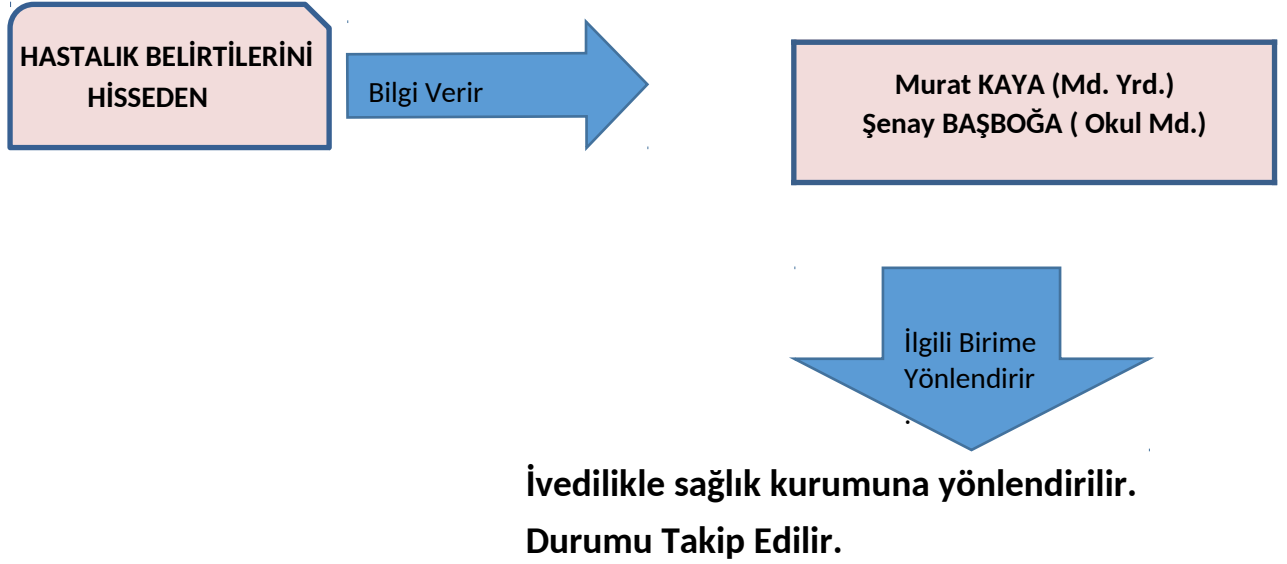 HASTALIK BELİRTİLERİNİ
HİSSEDEN
Bilgi Verir
Murat KAYA (Md. Yrd.)
Şenay BAŞBOĞA ( Okul Md.)
İlgili Birime
Yönlendirir
.
İvedilikle sağlık kurumuna yönlendirilir.
Durumu Takip Edilir.